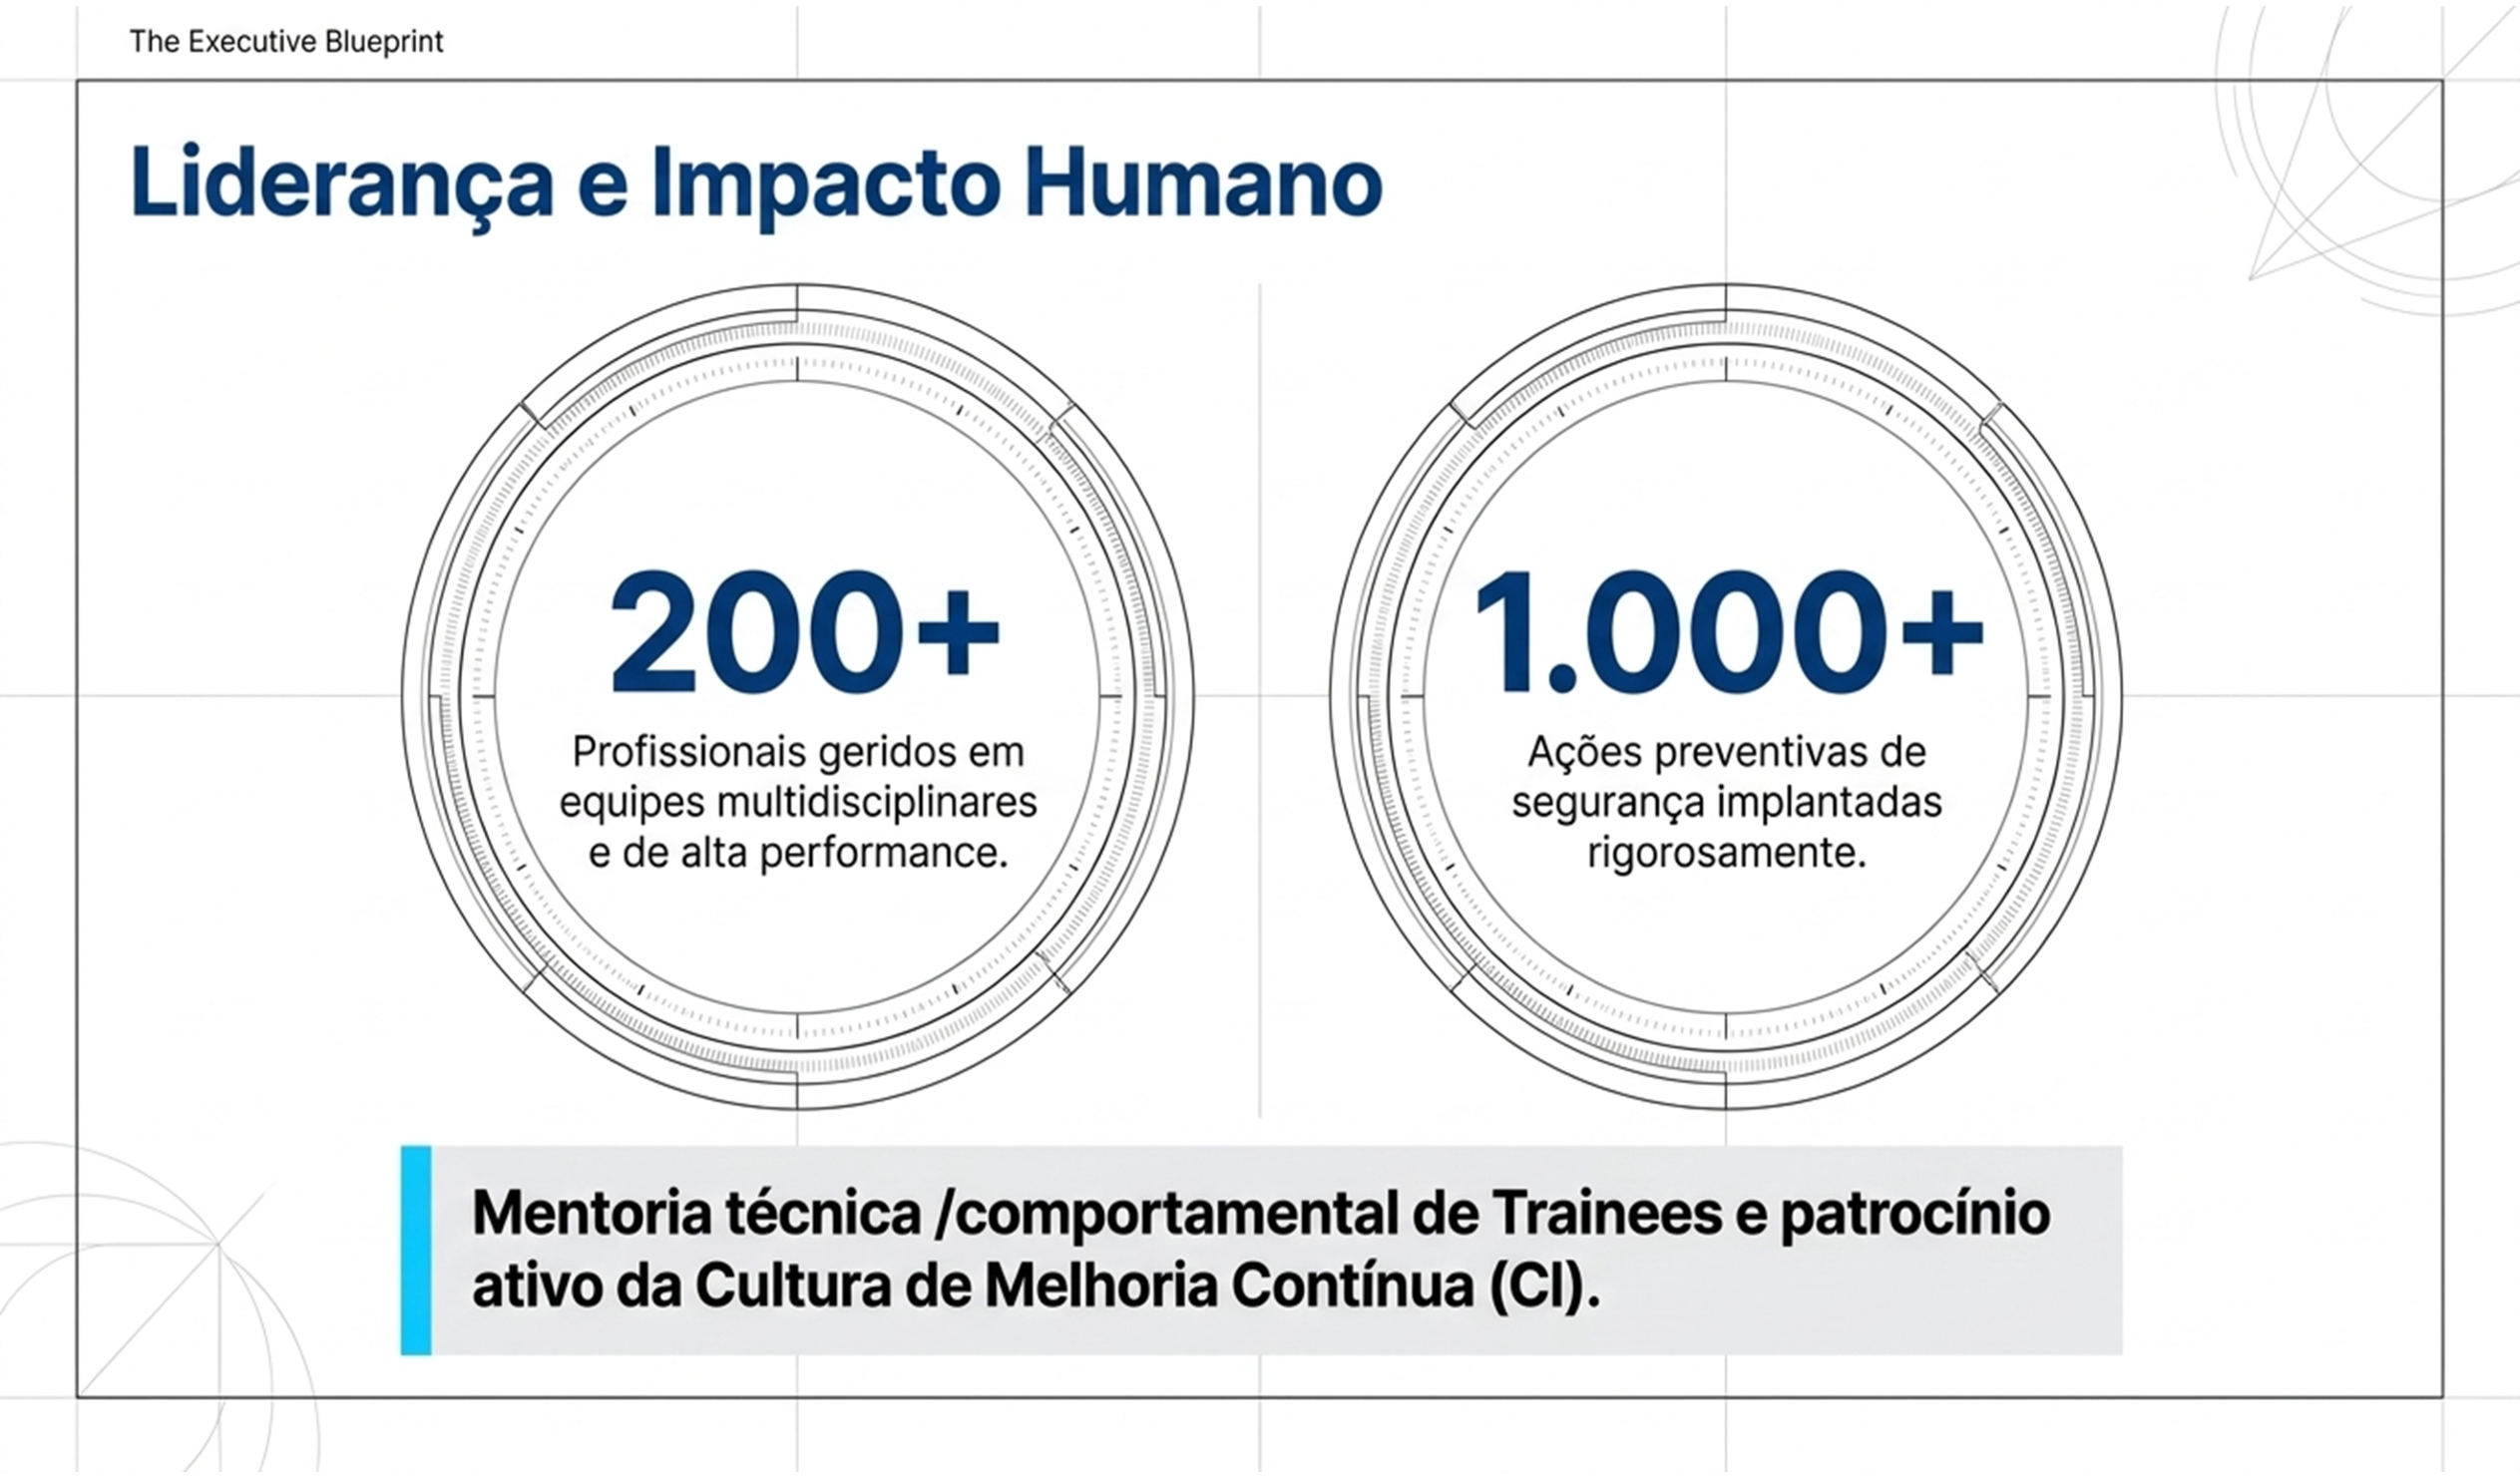 The Executive Blueprint
Liderança e Impacto Humano
200+
Profissionais geridos em
equipes multidisciplinares
e de alta performance.
1.000+
Ações preventivas de
segurança implantadas
rigorosamente.
Mentoria técnica /comportamental de Trainees e patrocínio
ativo da Cultura de Melhoria Contínua (CI).